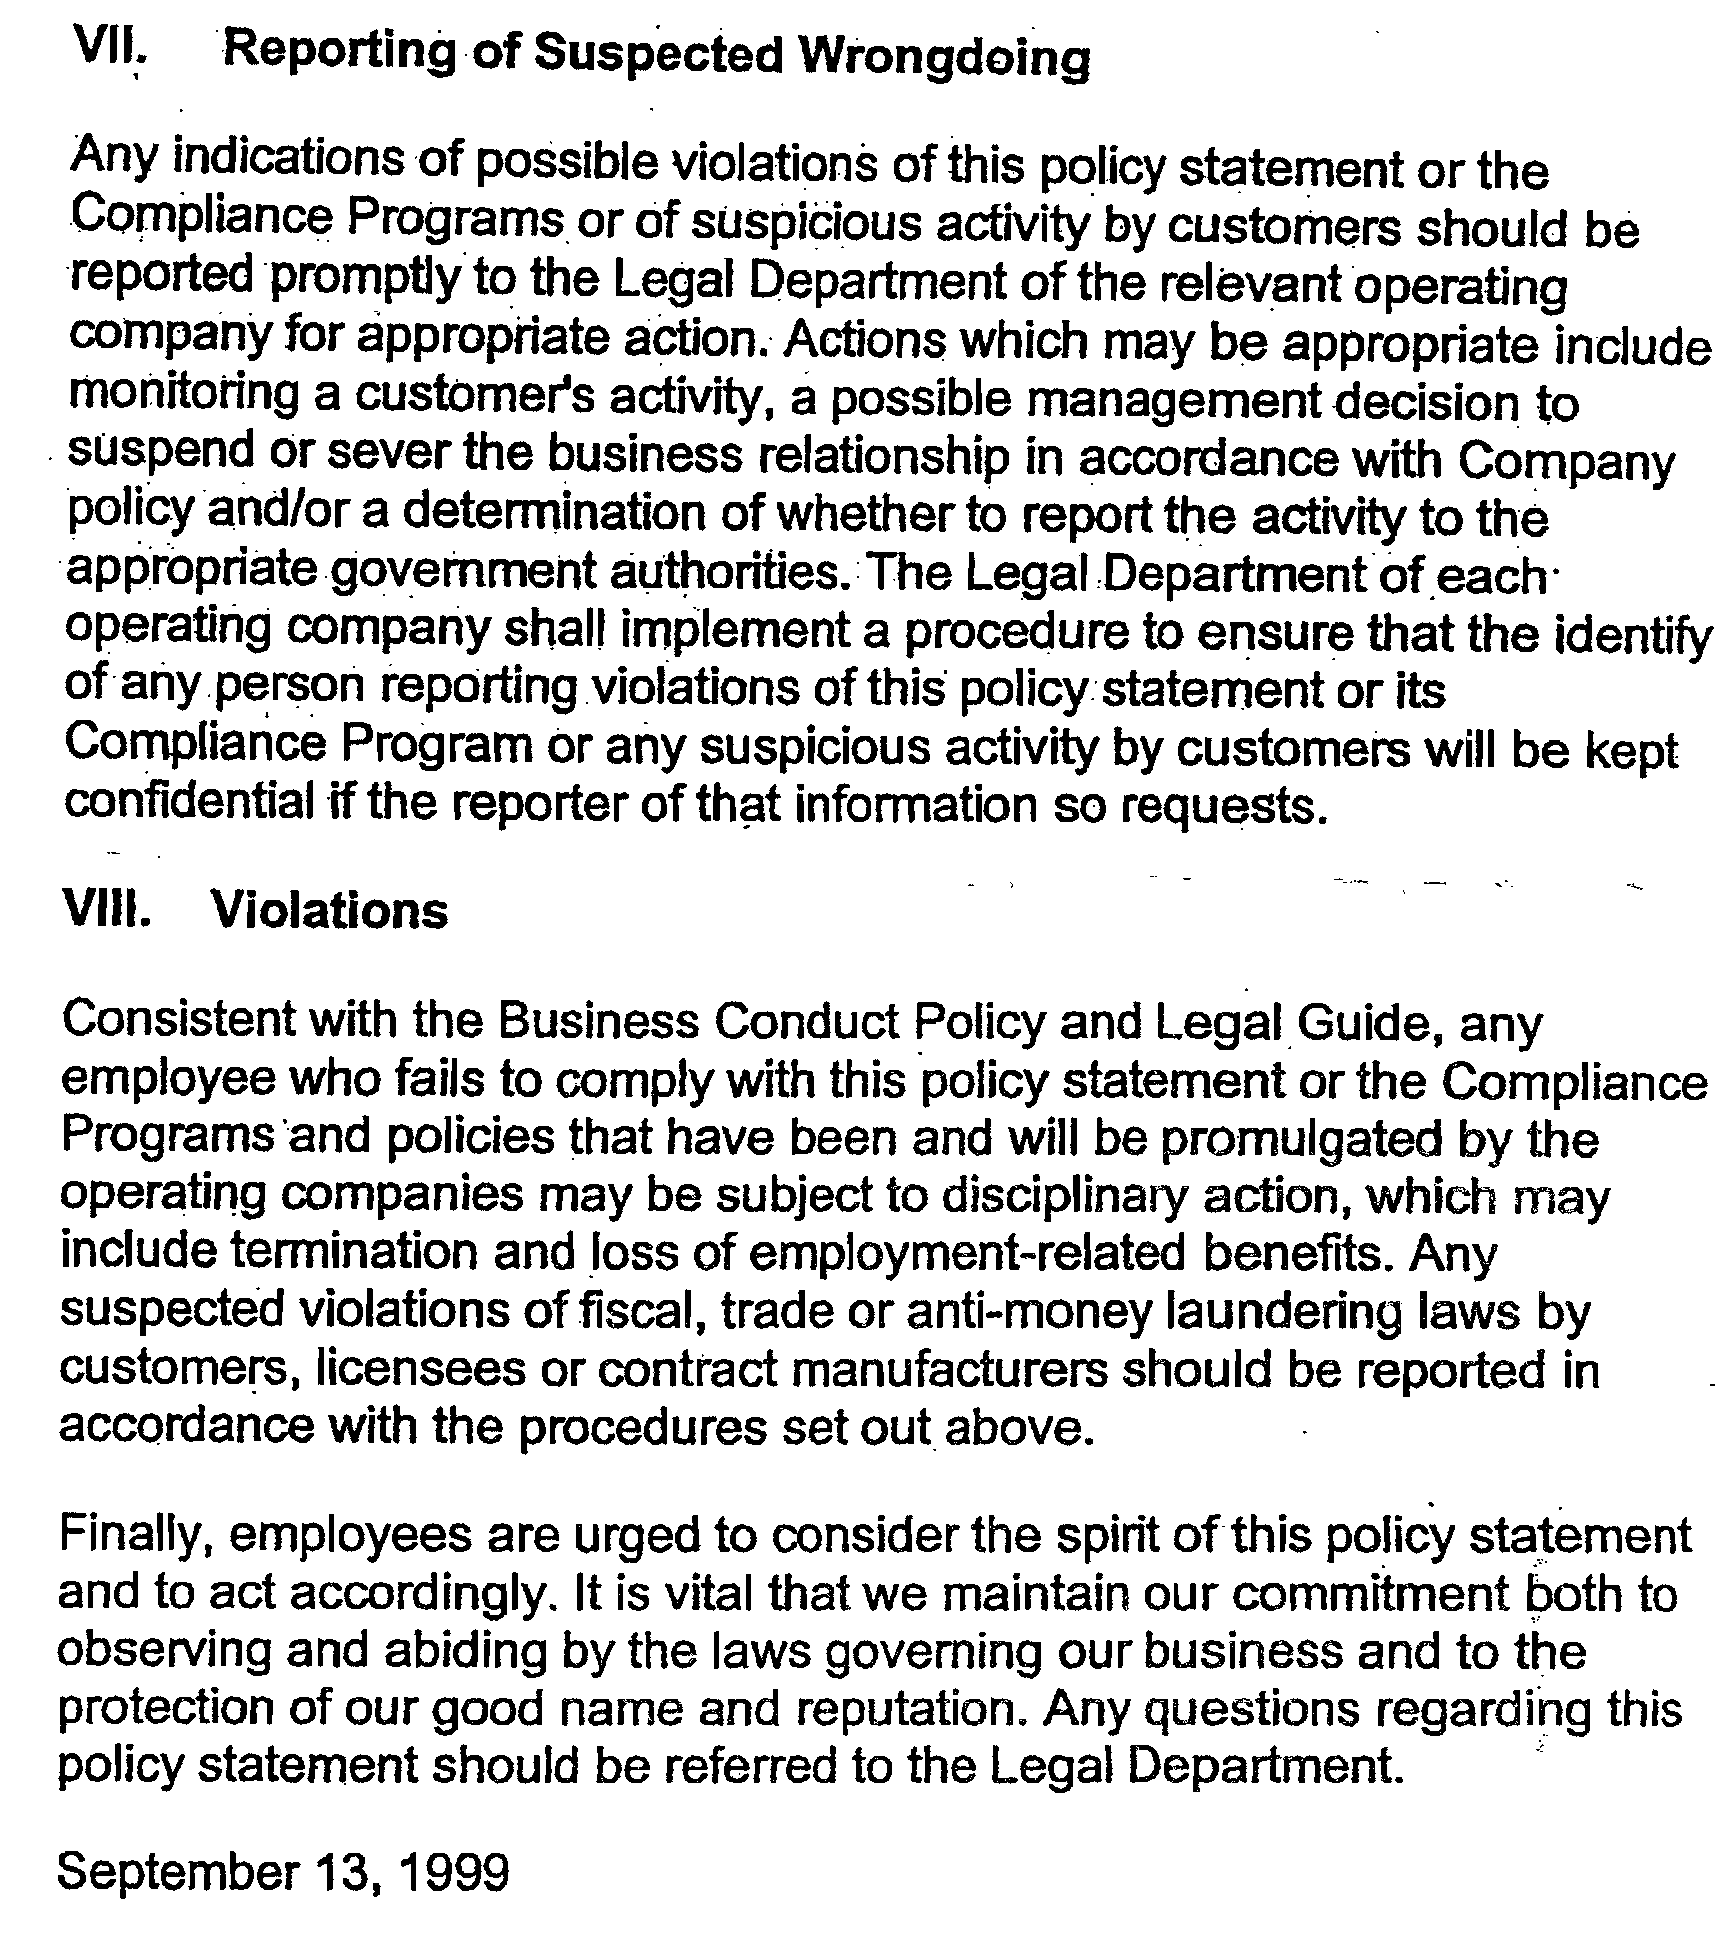 VII. Reporting of Suspected Wrongdoing
Any indications of possible violations of this policy statement or the
Compliance Programs or of suspicious activity by customers should be
reported promptly to the Legal Department of the relevant operating
company for appropriate action. Actions which may be appropriate include
monitoring a customer's activity, a possible management decision to
suspend or sever the business relationship in accordance with Company
policy and/or a determination of whether to report the activity to the
appropriate government authorities. The Legal Department of each
operating company shall implement a procedure to ensure that the identify
of any person reporting violations of this policy statement or its
Compliance Program or any suspicious activity by customers will be kept
confidential if the reporter of that information so requests.
VIII. Violations
Consistent with the Business Conduct Policy and Legal Guide, any
employee who fails to comply with this policy statement or the Compliance
Programs and policies that have been and will be promulgated by the
operating companies may be subject to disciplinary action, which may
include termination and loss of employment-related benefits. Any
suspected violations of fiscal, trade or anti-money laundering laws by
customers, licensees or contract manufacturers should be reported in
accordance with the procedures set out above.
Finally, employees are urged to consider the spirit of this policy statement
and to act accordingly. It is vital that we maintain our commitment both to
observing and abiding by the laws governing our business and to the
protection of our good name and reputation. Any questions regarding this
policy statement should be referred to the Legal Department.
September 13, 1999